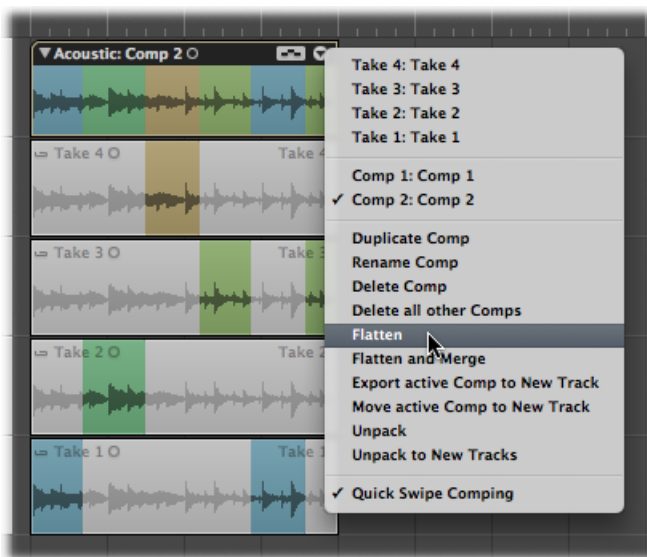 Acoustic: Comp 2
Take 4: Take 4
Take 3: Take 3
Take 2: Take 2
Take 1: Take 1
Comp 1: Comp 1
✓ Comp 2: Comp 2
Duplicate Comp
Rename Comp
Delete Comp
Delete all other Comps
Flatten
Flatten and Merge
Export active Comp to New Track
Move active Comp to New Track
Unpack
Unpack to New Tracks
✓ Quick Swipe Comping
Take 4 Take 4
Take 3 Take 3
Take 2 Take 2
Take 1 Take 1